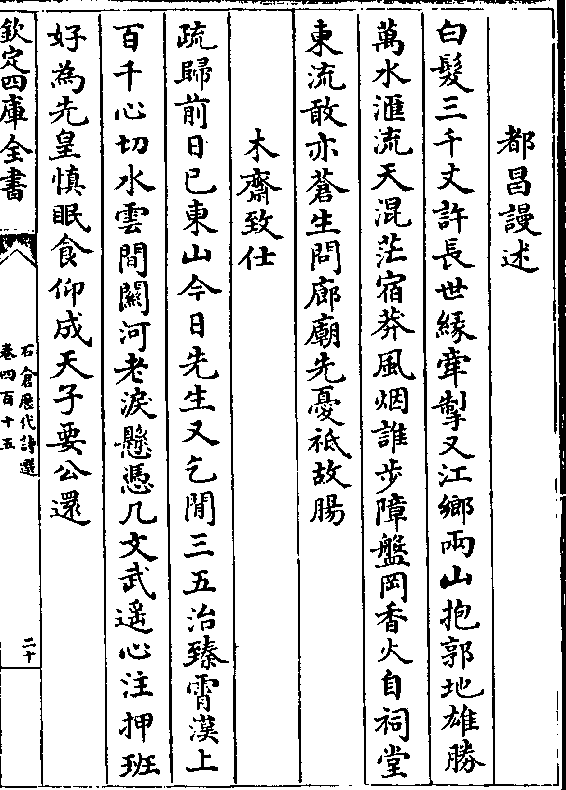 都昌謾述
白髮三千丈許長世緣牽掣又江鄉兩山抱郭地雄勝
萬水滙流天混茫宿莽風烟誰步障盤岡香火自祠堂
東流敢亦蒼生問廊廟先憂祗故腸
木齋致仕
疏歸前日已東山今日先生又乞閒三五治臻霄漢上
百千心切水雲間闗河老淚懸憑几文武遥心注押班
好為先皇慎眠食仰成天子要公還
欽定四庫全書
石倉歷代詩選
卷四百十五
二十